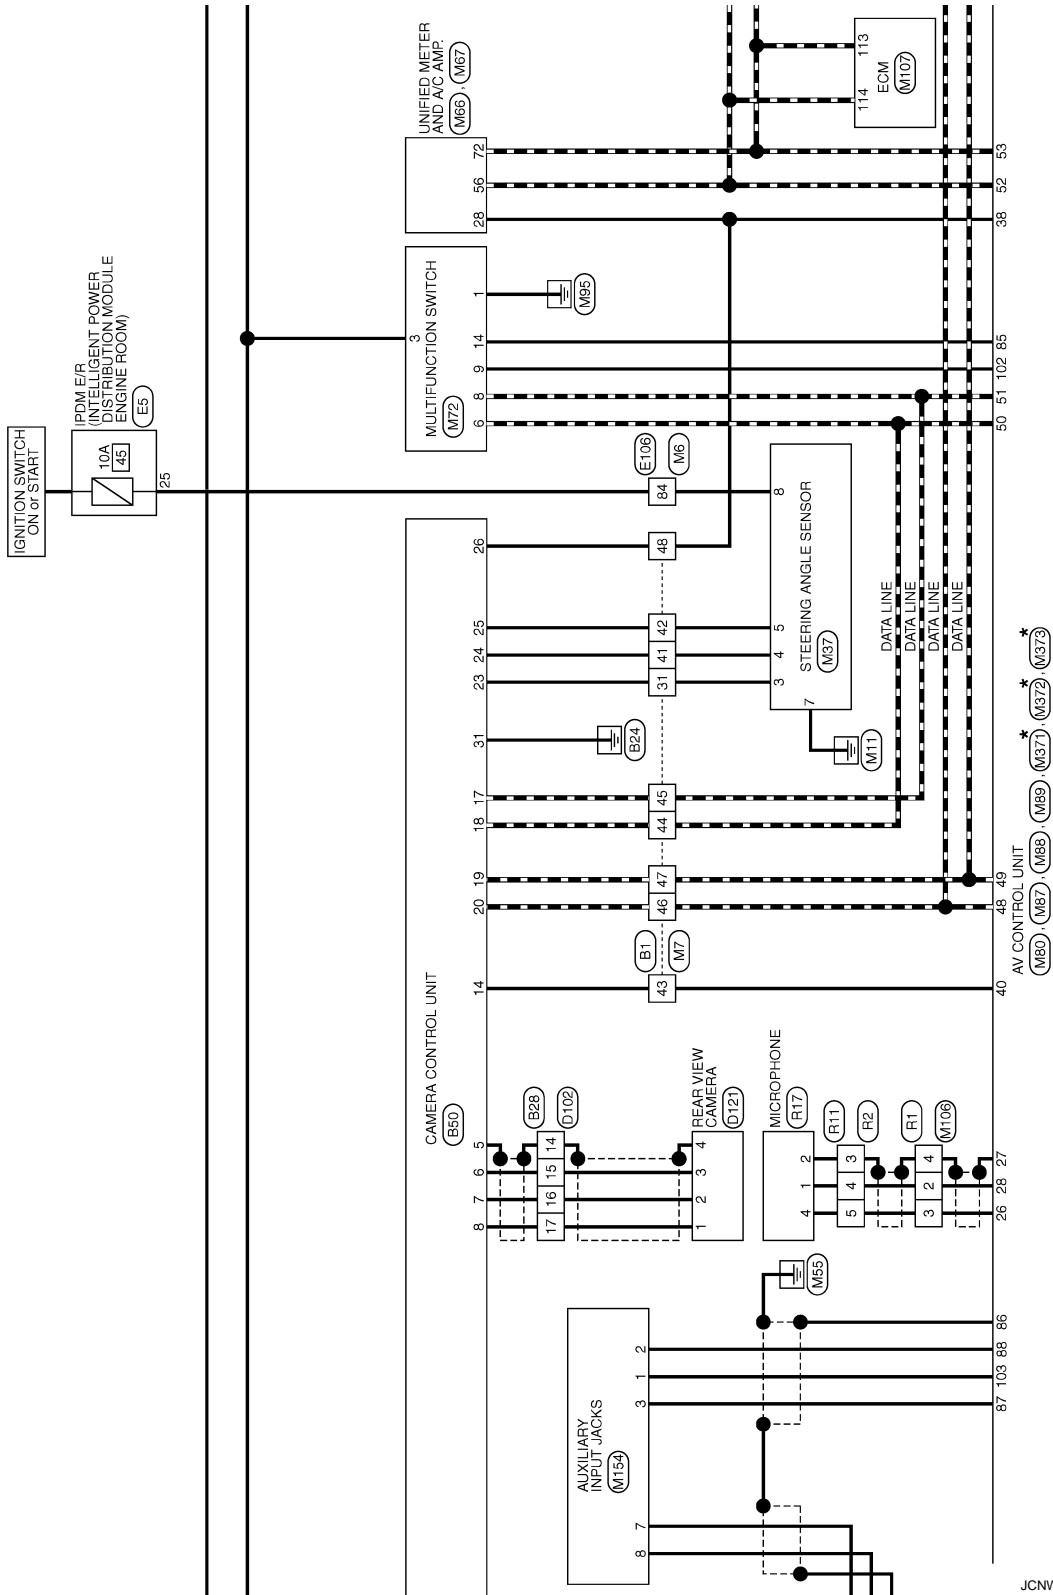 IGNITION SWITCH
ON or START
IPDM E/R
(INTELLIGENT POWER
DISTRIBUTION MODULE
ENGINE ROOM)
E5
10A
45
25
UNIFIED METER
AND A/C AMP.
M66 , M67
72
56
28
113
114
ECM
M107
53
52
38
MULTIFUNCTION SWITCH
M72
3
1
14
9
8
6
M95
85
102
51
50
E106
M6
84
8
STEERING ANGLE SENSOR
M37
5
4
3
7
M11
26
48
25
42
24
41
23
31
31
B24
17
45
18
44
19
47
20
46
B1
M7
14
43
DATA LINE
DATA LINE
DATA LINE
DATA LINE
49
48
40
AV CONTROL UNIT
M80 , M87 , M88 , M89 , M371 * , M372 * , M373 *
CAMERA CONTROL UNIT
B50
5
6
7
8
B28
D102
14
15
16
17
REAR VIEW
CAMERA
D121
4
3
2
1
MICROPHONE
R17
2
1
4
R11
R2
3
4
5
R1
M106
4
2
3
27
28
26
M55
AUXILIARY
INPUT JACKS
M154
2
1
3
7
8
86
88
103
87